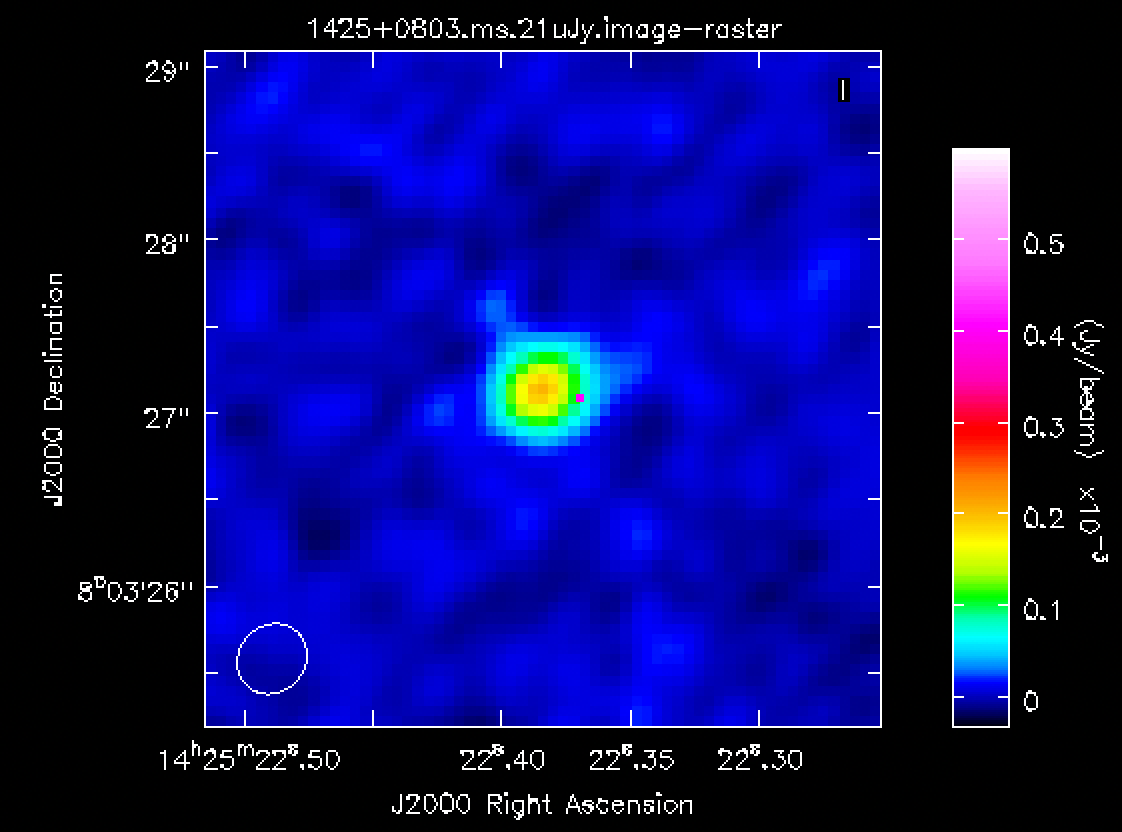 1425+0803.ms.21uJy.image-raster
29"
28"
27"
8°03'26"
J2000 Declination
I
14ʰ25ᵐ22ˢ.50
22ˢ.40
22ˢ.35
22ˢ.30
J2000 Right Ascension
0.5
0.4
0.3
0.2
0.1
0
(Jy/beam) x10⁻³